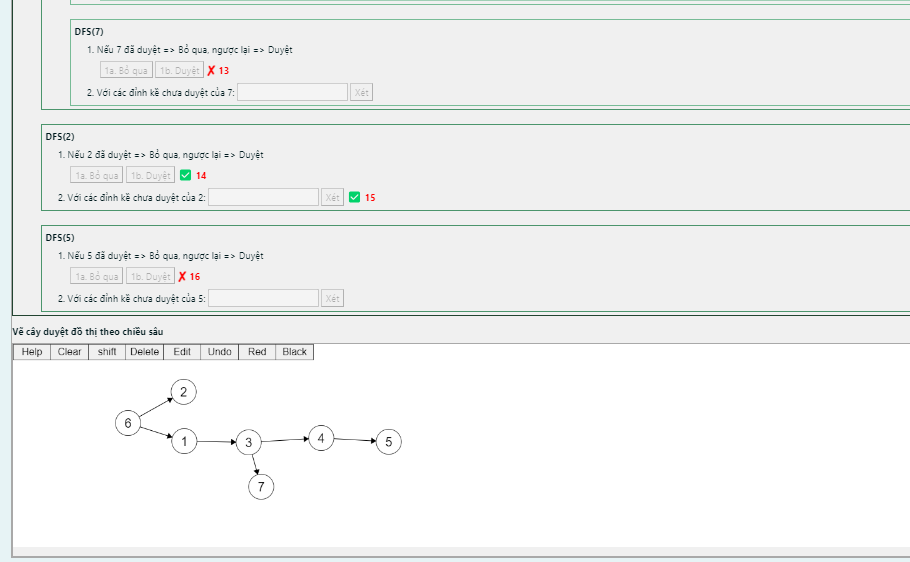 DFS(7)
1. Nếu 7 đã duyệt => Bỏ qua, ngược lại => Duyệt
1a. Bỏ qua 1b. Duyệt ✗ 13
2. Với các đỉnh kề chưa duyệt của 7: Xét
DFS(2)
1. Nếu 2 đã duyệt => Bỏ qua, ngược lại => Duyệt
1a. Bỏ qua 1b. Duyệt ✅ 14
2. Với các đỉnh kề chưa duyệt của 2: Xét ✅ 15
DFS(5)
1. Nếu 5 đã duyệt => Bỏ qua, ngược lại => Duyệt
1a. Bỏ qua 1b. Duyệt ✗ 16
2. Với các đỉnh kề chưa duyệt của 5: Xét
Vẽ cây duyệt đồ thị theo chiều sâu
Help Clear shift Delete Edit Undo Red Black
2
6
1 3 4 5
7